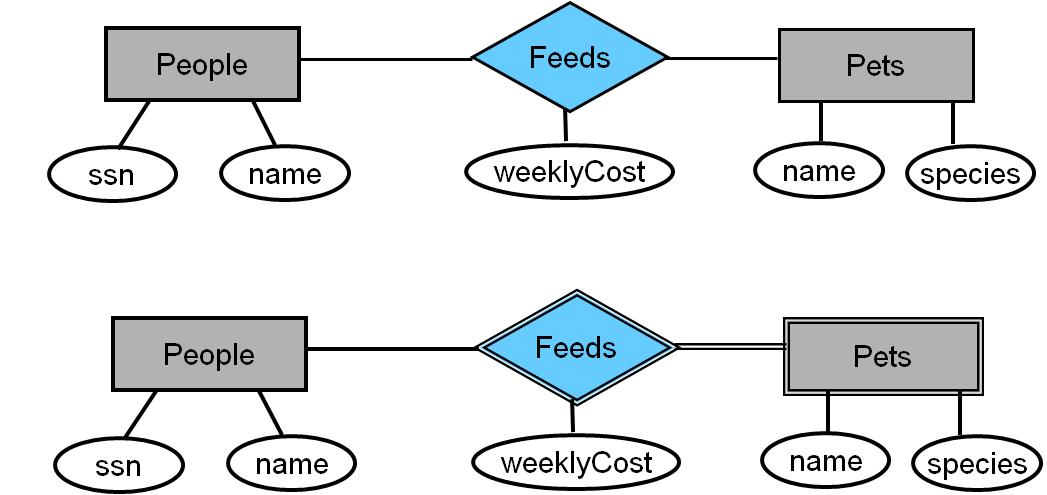 People
Feeds
Pets
ssn
name
weeklyCost
name
species
People
Feeds
Pets
ssn
name
weeklyCost
name
species